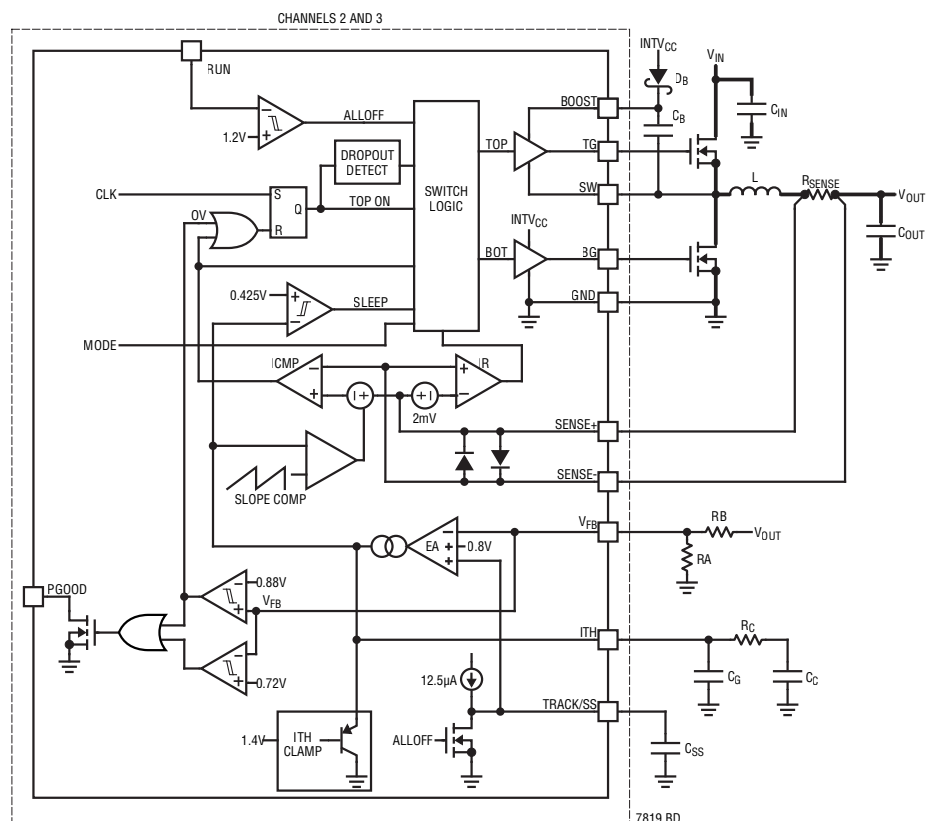 CHANNELS 2 AND 3
RUN
1.2V
ALLOFF
DROPOUT
DETECT
CLK
S
Q
R
TOP ON
OV
SWITCH
LOGIC
TOP
BOT
INTVCC
BOOST
TG
SW
BG
GND
INTVCC
DB
CB
VIN
CIN
L
RSENSE
VOUT
COUT
0.425V
SLEEP
MODE
ICMP
IR
2mV
SENSE+
SENSE-
SLOPE COMP
VFB
EA
0.8V
RB
VOUT
RA
PGOOD
0.88V
VFB
0.72V
ITH
RC
CG
CC
12.5µA
TRACK/SS
CSS
1.4V
ITH
CLAMP
ALLOFF
7819 BD